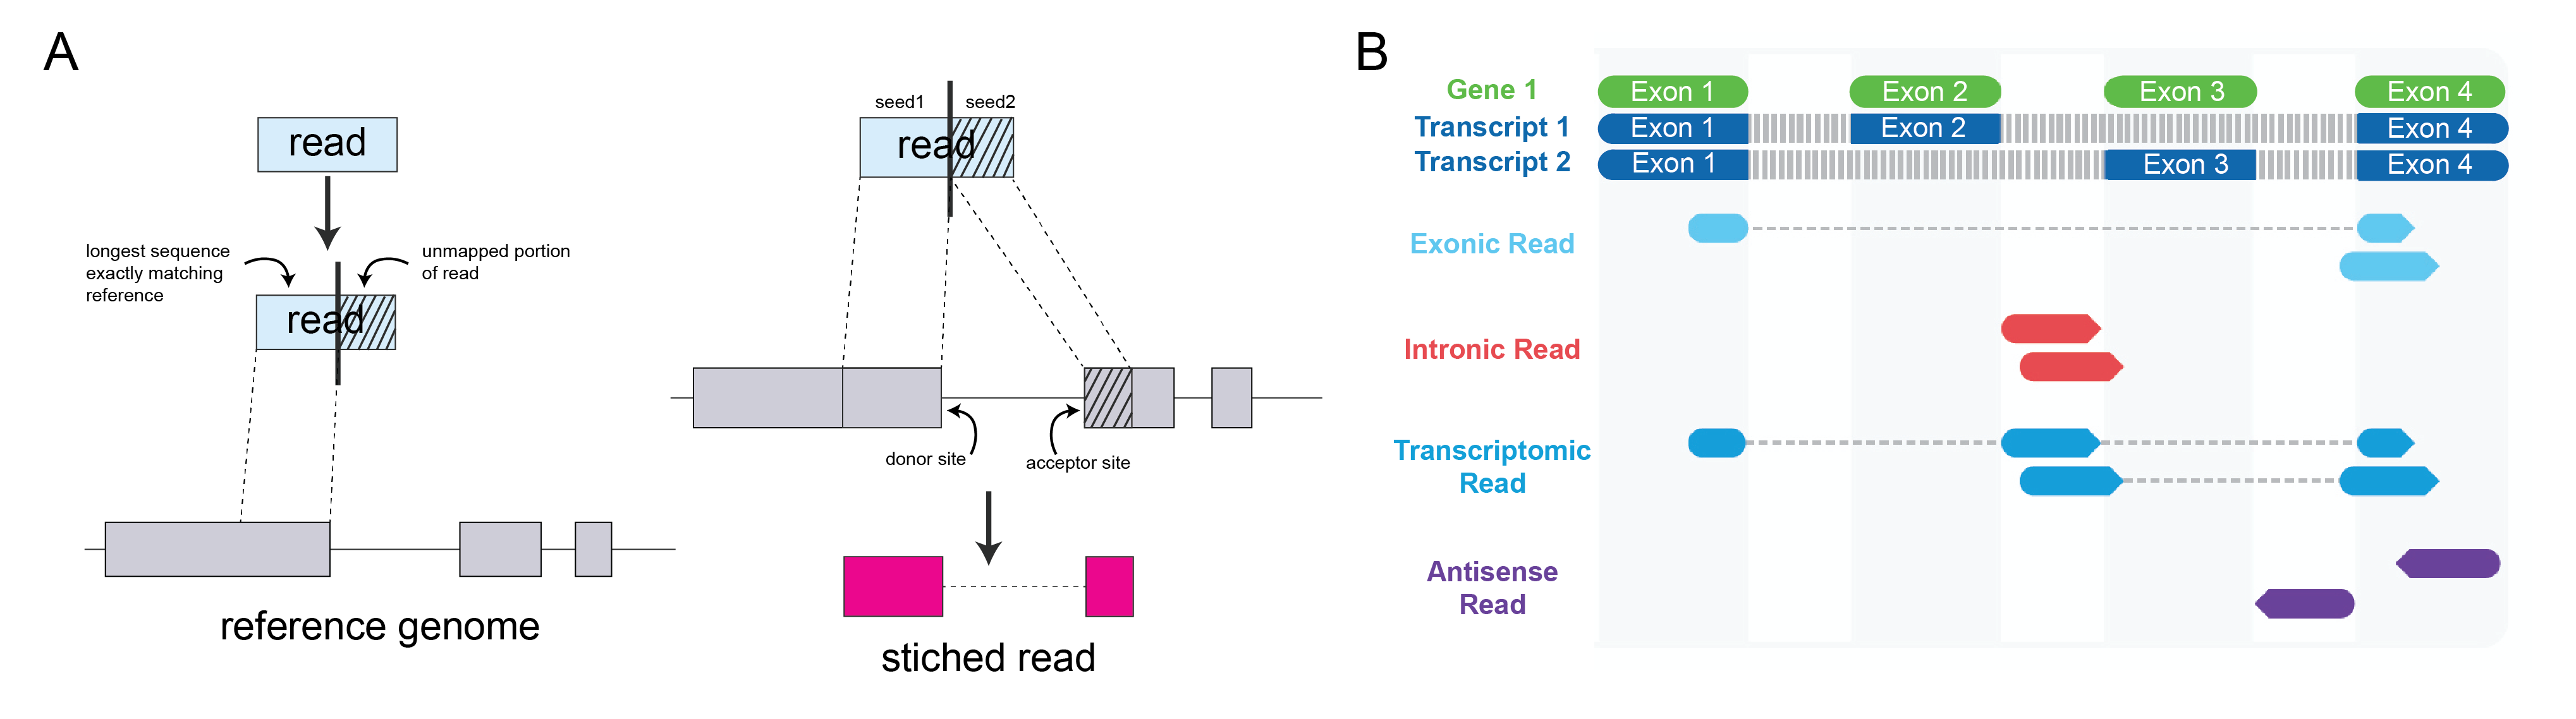 A
read
longest sequence
exactly matching
reference
unmapped portion
of read
read
reference genome
seed1 seed2
read
donor site
acceptor site
stiched read
B
Gene 1 Exon 1 Exon 2 Exon 3 Exon 4
Transcript 1 Exon 1 Exon 2 Exon 4
Transcript 2 Exon 1 Exon 3 Exon 4
Exonic Read
Intronic Read
Transcriptomic
Read
Antisense
Read